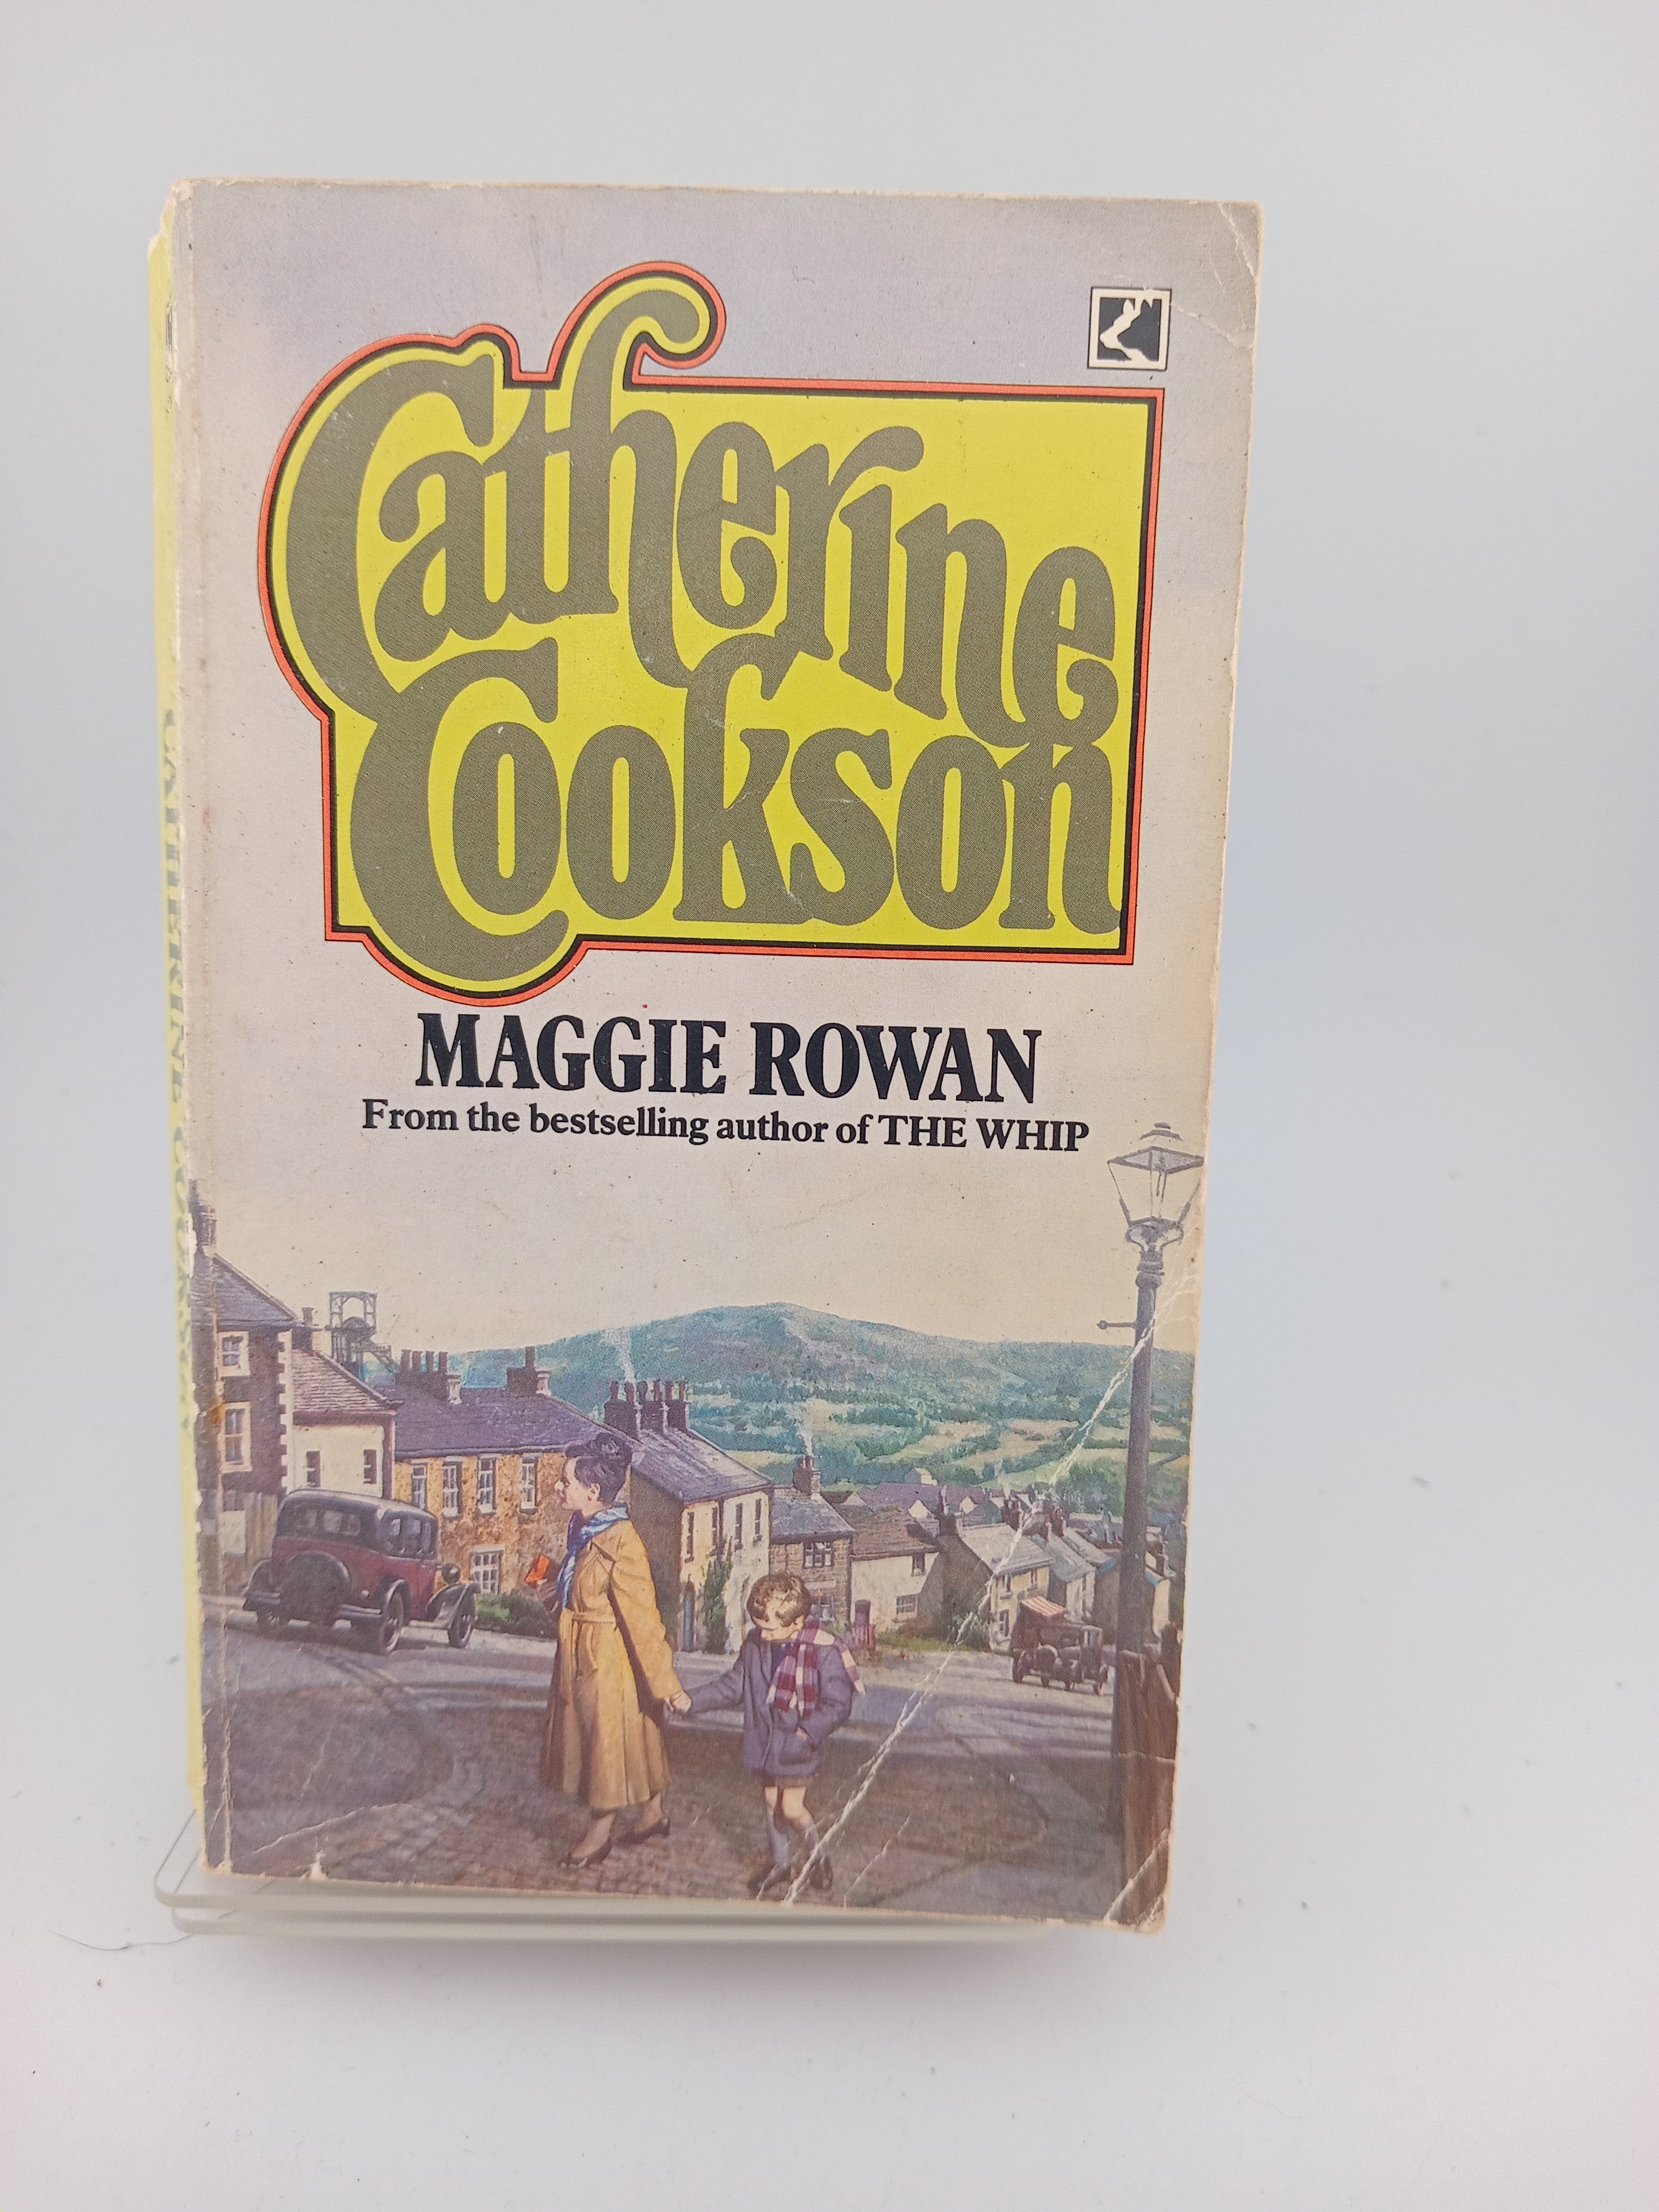 Catherine
Cookson
MAGGIE ROWAN
From the bestselling author of THE WHIP
CATHERINE COOKSON